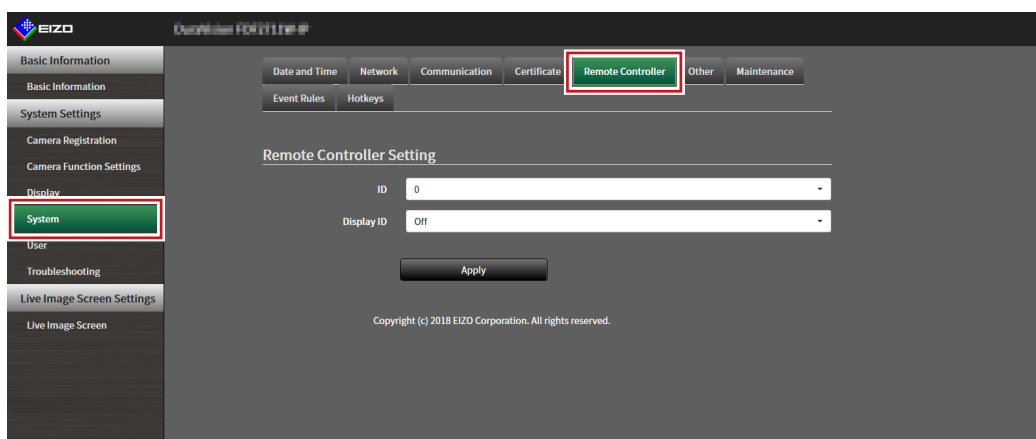 EIZO
Basic Information
Basic Information
System Settings
Camera Registration
Camera Function Settings
Display
System
User
Troubleshooting
Live Image Screen Settings
Live Image Screen
Date and Time Network Communication Certificate Remote Controller Other Maintenance
Event Rules Hotkeys
Remote Controller Setting
ID 0
Display ID Off
Apply
Copyright (c) 2018 EIZO Corporation. All rights reserved.